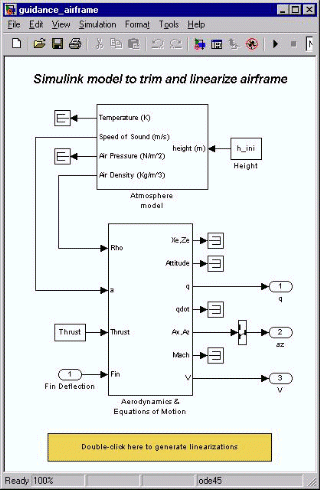 guidance_airframe
File Edit View Simulation Format Tools Help
Simulink model to trim and linearize airframe
Temperature (K)
Speed of Sound (m/s)
Air Pressure (N/m^2)
Air Density (Kg/m^3)
height (m)
h_ini
Height
Atmosphere
model
Rho
a
Thrust
Thrust
Fin
1
Fin Deflection
Xe,Ze
Attitude
q
qdot
Ax,Az
Mach
V
1
q
2
az
3
V
Aerodynamics &
Equations of Motion
Double-click here to generate linearizations
Ready 100% ode45